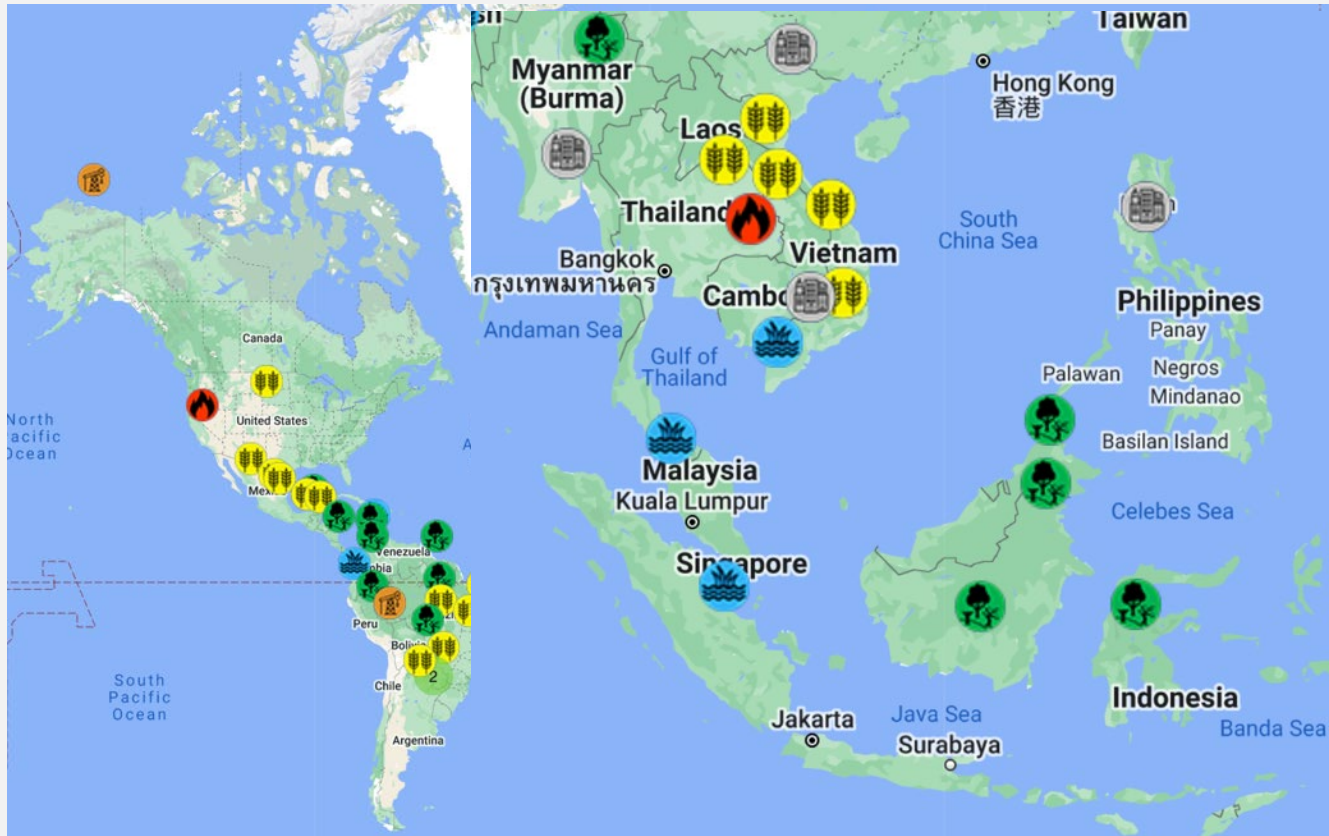 Canada
United States
North
acific
Ocean
Venezuela
Peru
Chile
2
Argentina
South
Pacific
Ocean
A
Taiwan
Myanmar
(Burma)
Hong Kong
香港
Laos
Thailand
South
China Sea
Vietnam
Bangkok
กรุงเทพมหานคร
Cambo
Philippines
Andaman Sea
Gulf of
Thailand
Panay
Palawan
Negros
Mindanao
Basilan Island
Malaysia
Kuala Lumpur
Celebes Sea
Singapore
Indonesia
Jakarta
Java Sea
Banda Sea
Surabaya